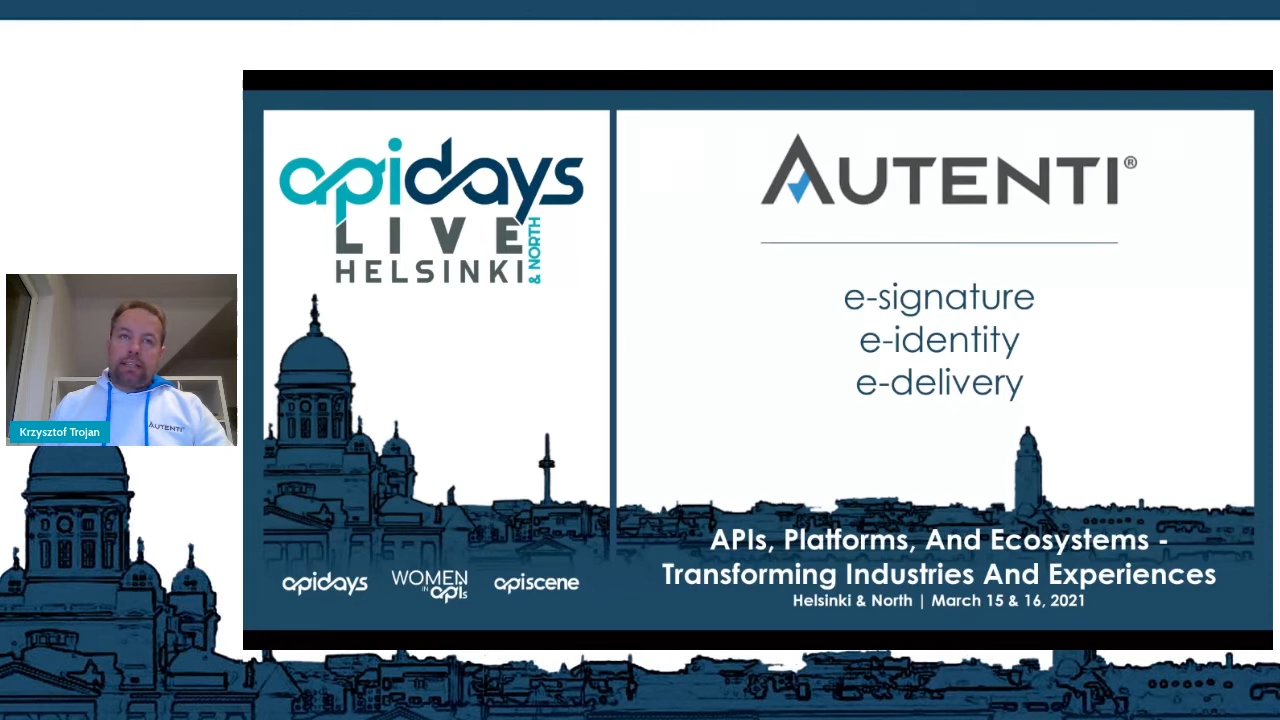 apidays
LIVE
HELSINKI
& NORTH
AUTENTI®
e-signature
e-identity
e-delivery
AUTENTI
Krzysztof Trojan
APIs, Platforms, And Ecosystems -
Transforming Industries And Experiences
Helsinki & North | March 15 & 16, 2021
apidays
WOMEN
IN
APIs
apiscene